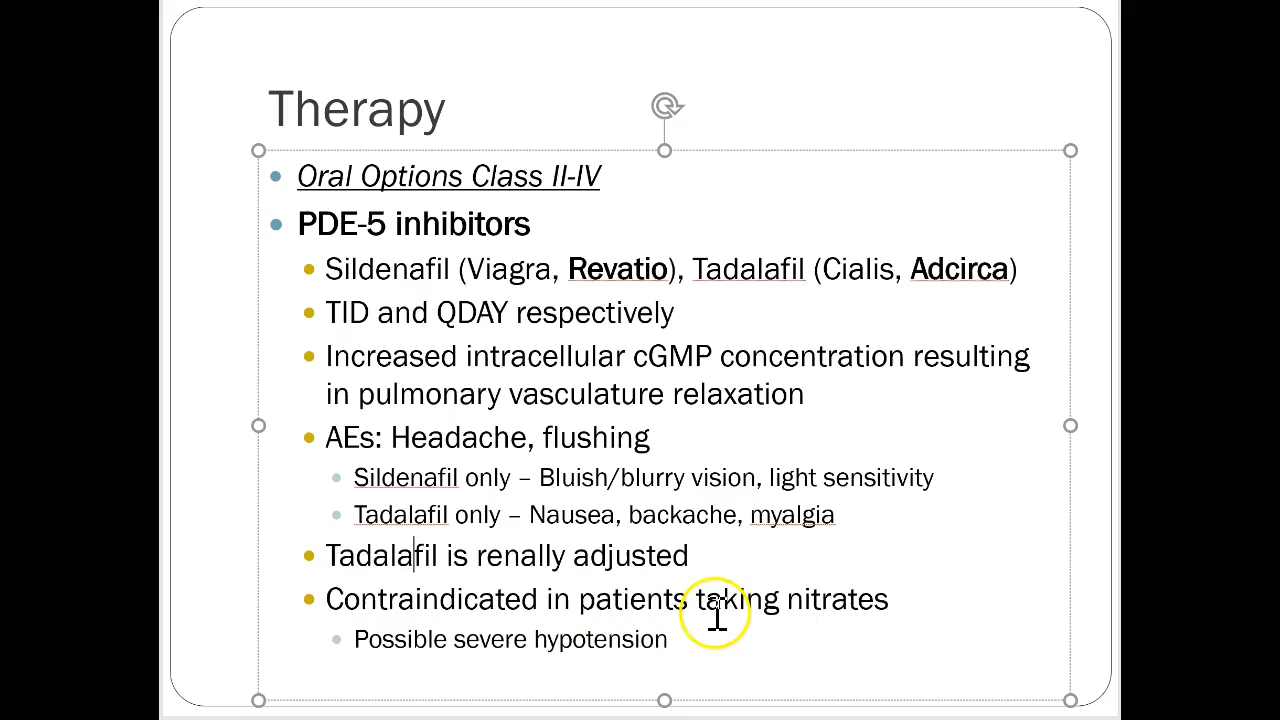 Therapy
Oral Options Class II-IV
PDE-5 inhibitors
Sildenafil (Viagra, Revatio), Tadalafil (Cialis, Adcirca)
TID and QDAY respectively
Increased intracellular cGMP concentration resulting
in pulmonary vasculature relaxation
AEs: Headache, flushing
Sildenafil only – Bluish/blurry vision, light sensitivity
Tadalafil only – Nausea, backache, myalgia
Tadalafil is renally adjusted
Contraindicated in patients taking nitrates
Possible severe hypotension